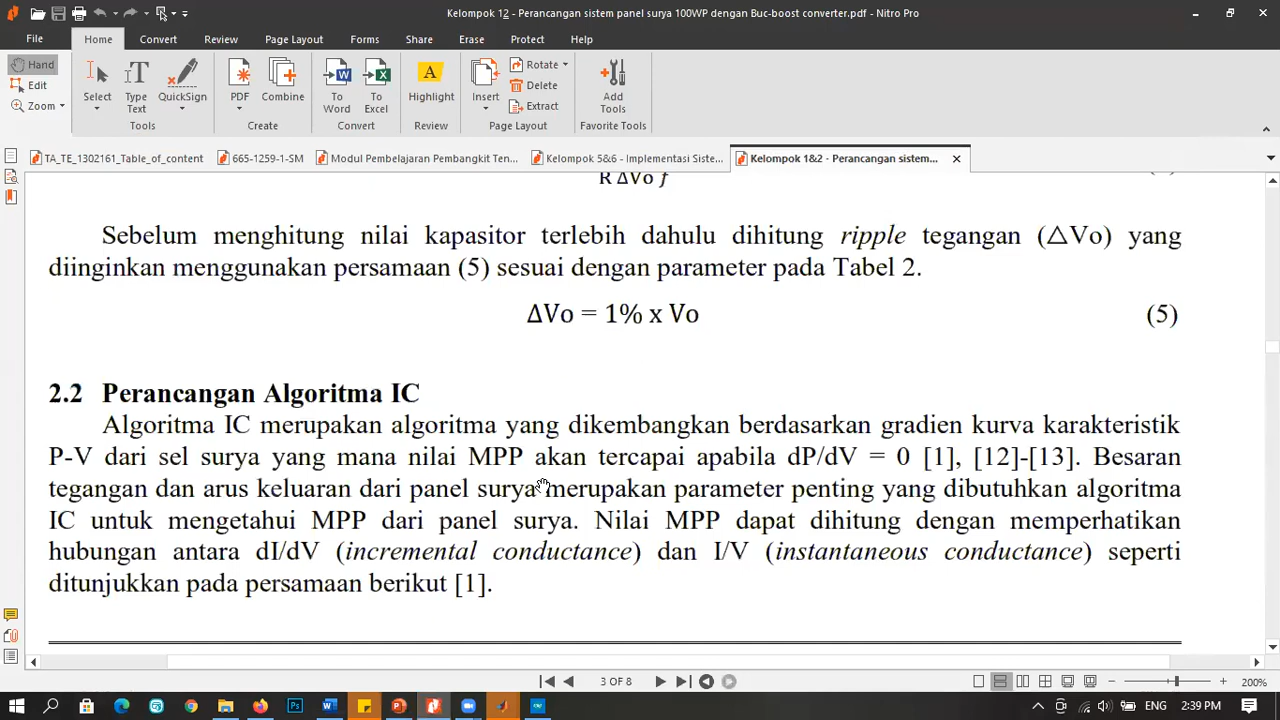 Kelompok 12 - Perancangan sistem panel surya 100WP dengan Buc-boost converter.pdf - Nitro Pro
File Home Convert Review Page Layout Forms Share Erase Protect Help
Hand
Edit
Zoom
Select
Type Text
QuickSign
PDF
Combine
To Word
To Excel
Highlight
Insert
Rotate
Delete
Extract
Add Tools
Tools Create Convert Review Page Layout Favorite Tools
TA_TE_1302161_Table_of_content 665-1259-1-SM Modul Pembelajaran Pembangkit Ten... Kelompok 5&6 - Implementasi Siste... Kelompok 1&2 - Perancangan sistem...
R ΔVo f
Sebelum menghitung nilai kapasitor terlebih dahulu dihitung ripple tegangan (△Vo) yang
diinginkan menggunakan persamaan (5) sesuai dengan parameter pada Tabel 2.
ΔVo = 1% x Vo (5)
2.2 Perancangan Algoritma IC
Algoritma IC merupakan algoritma yang dikembangkan berdasarkan gradien kurva karakteristik
P-V dari sel surya yang mana nilai MPP akan tercapai apabila dP/dV = 0 [1], [12]-[13]. Besaran
tegangan dan arus keluaran dari panel surya merupakan parameter penting yang dibutuhkan algoritma
IC untuk mengetahui MPP dari panel surya. Nilai MPP dapat dihitung dengan memperhatikan
hubungan antara dI/dV (incremental conductance) dan I/V (instantaneous conductance) seperti
ditunjukkan pada persamaan berikut [1].
3 OF 8
200%
ENG 2:39 PM